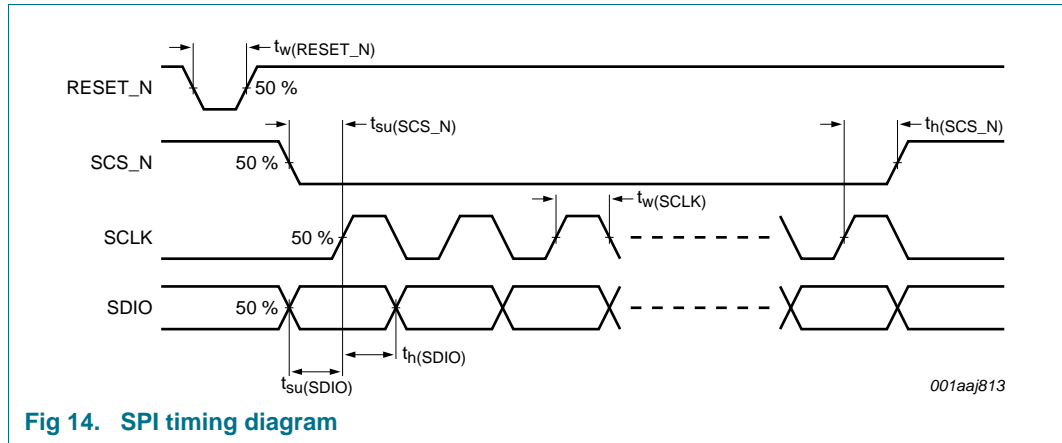 tw(RESET_N)
RESET_N
50 %
tsu(SCS_N)
th(SCS_N)
SCS_N
50 %
tw(SCLK)
SCLK
50 %
SDIO
50 %
th(SDIO)
tsu(SDIO)
001aaj813
Fig 14. SPI timing diagram